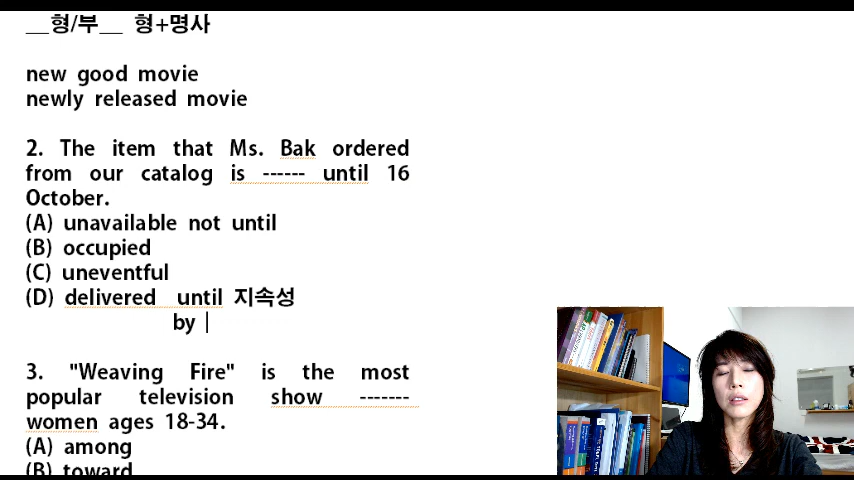 __형/부__ 형+명사
new good movie
newly released movie
2. The item that Ms. Bak ordered
from our catalog is ------ until 16
October.
(A) unavailable not until
(B) occupied
(C) uneventful
(D) delivered until 지속성
by
3. "Weaving Fire" is the most
popular television show -------
women ages 18-34.
(A) among
(B) toward